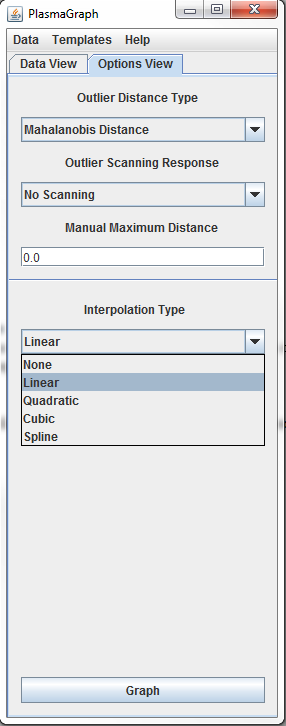 PlasmaGraph
Data Templates Help
Data View Options View
Outlier Distance Type
Mahalanobis Distance
Outlier Scanning Response
No Scanning
Manual Maximum Distance
0.0
Interpolation Type
Linear
None
Linear
Quadratic
Cubic
Spline
Graph